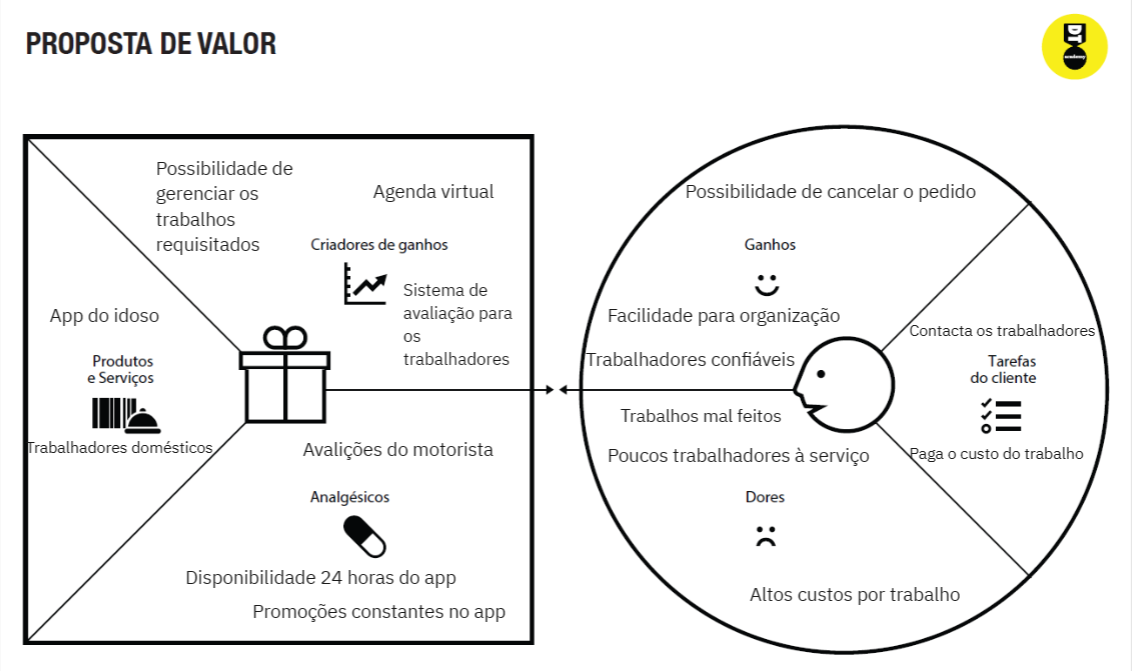 PROPOSTA DE VALOR
DT
academy
Possibilidade de
gerenciar os
trabalhos
requisitados
Agenda virtual
Criadores de ganhos
Sistema de
avaliação para
os
trabalhadores
App do idoso
Produtos
e Serviços
Trabalhadores domésticos
Avalições do motorista
Analgésicos
Disponibilidade 24 horas do app
Promoções constantes no app
Possibilidade de cancelar o pedido
Ganhos
Facilidade para organização
Trabalhadores confiáveis
Contacta os trabalhadores
Tarefas
do cliente
Paga o custo do trabalho
Trabalhos mal feitos
Poucos trabalhadores à serviço
Dores
Altos custos por trabalho